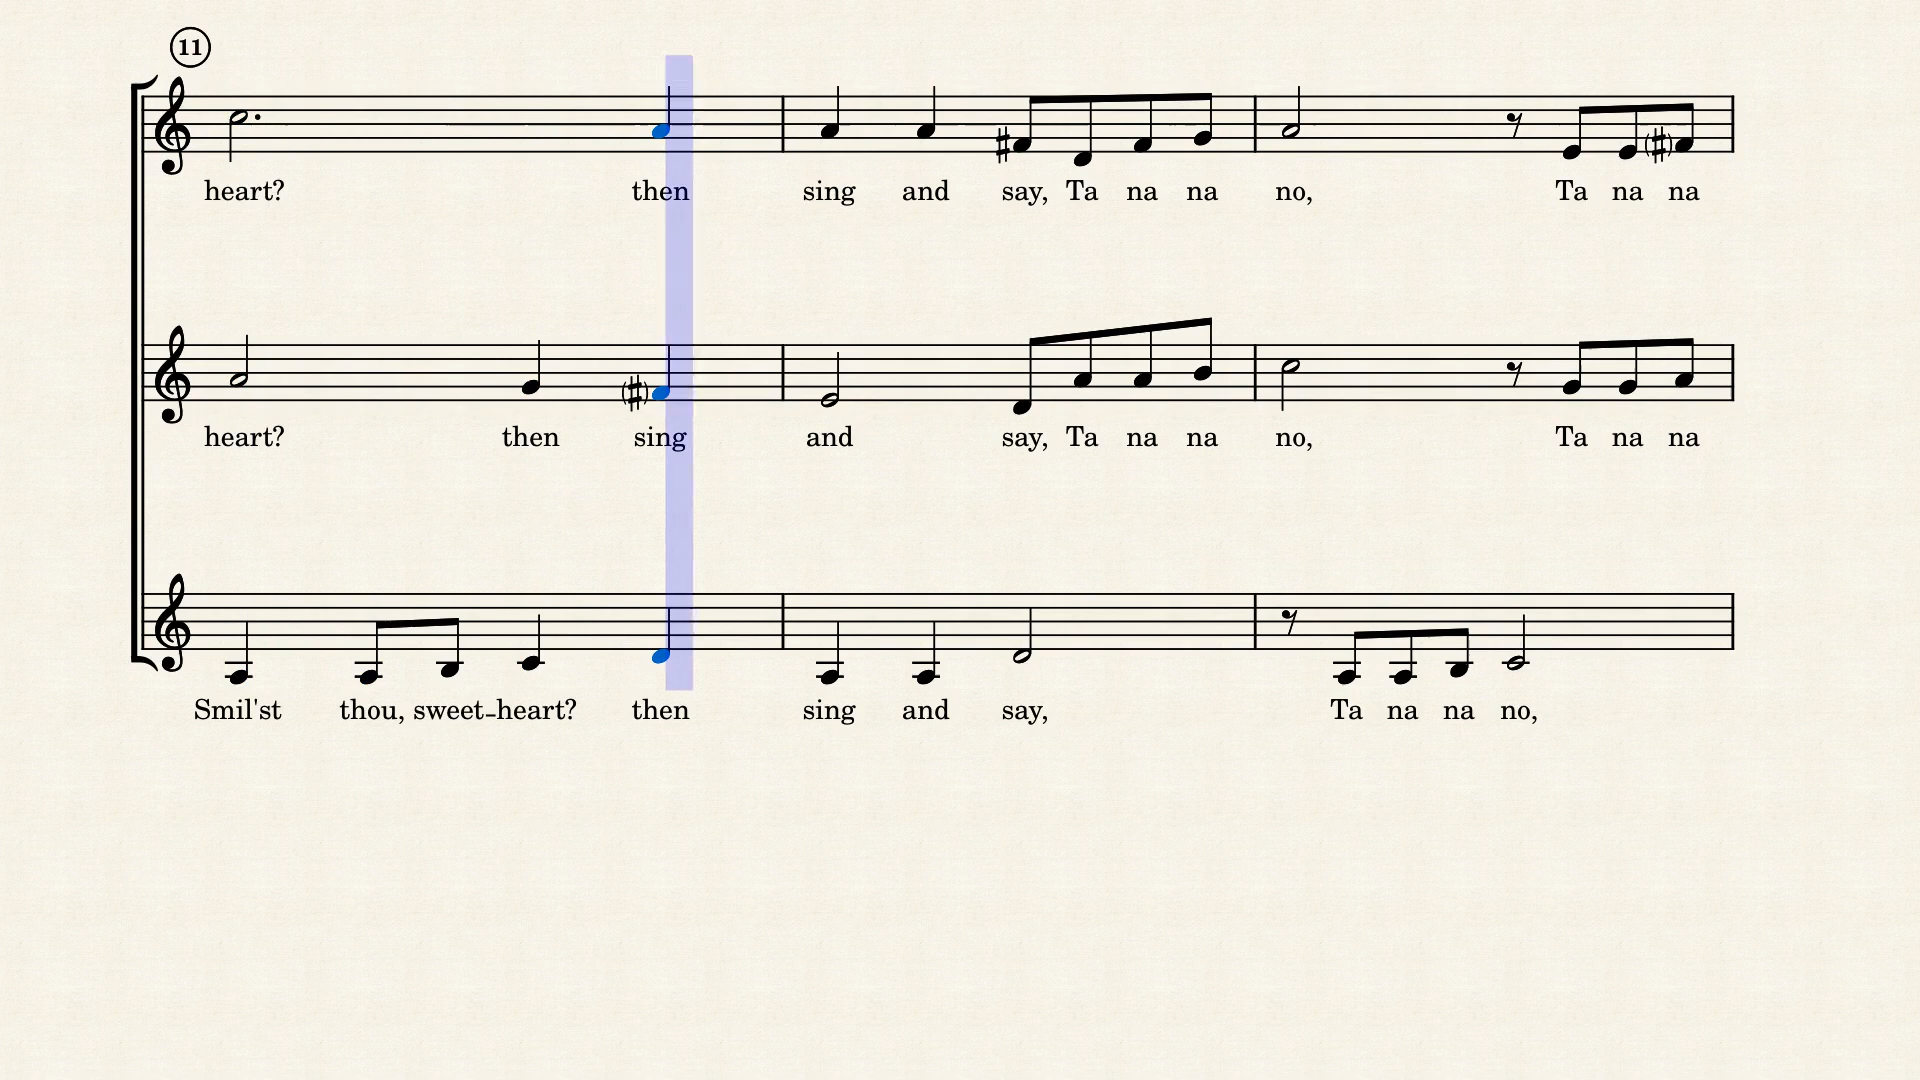 11
heart? then sing and say, Ta na na no, Ta na na
heart? then sing and say, Ta na na no, Ta na na
Smil'st thou, sweet-heart? then sing and say, Ta na na no,